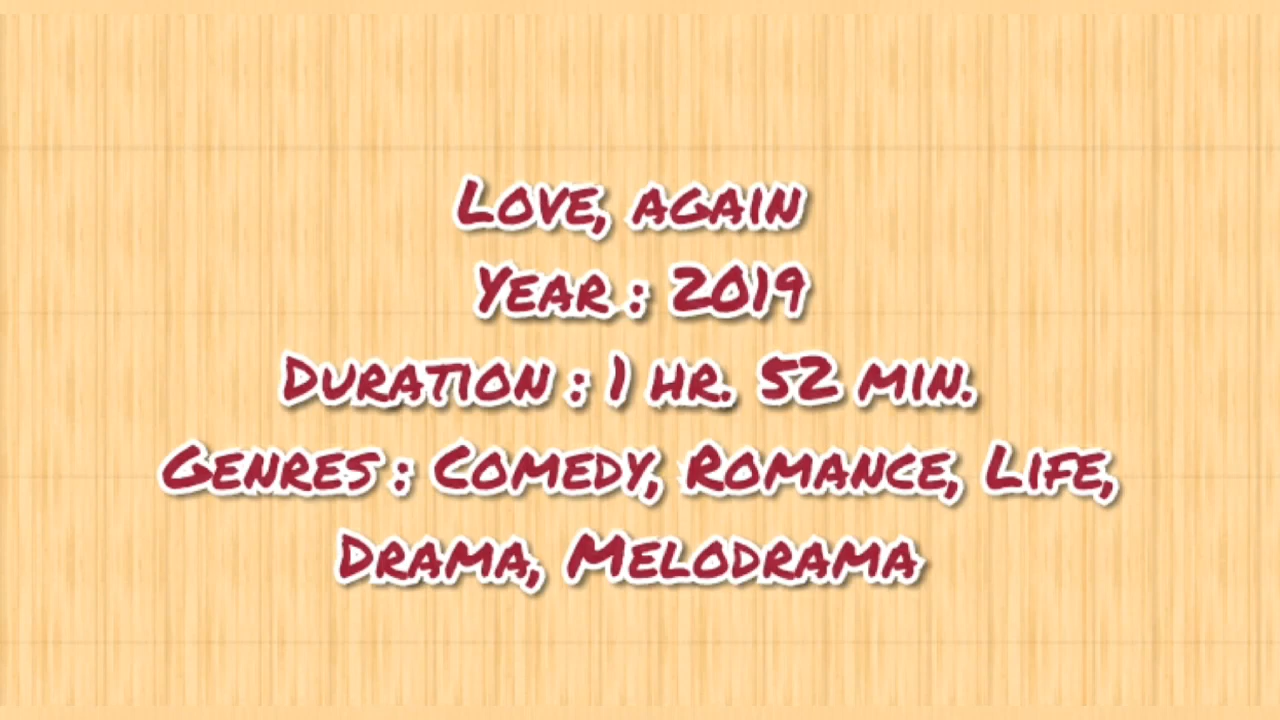 Love, again
Year : 2019
Duration : 1 hr. 52 min.
Genres : Comedy, Romance, Life,
Drama, Melodrama